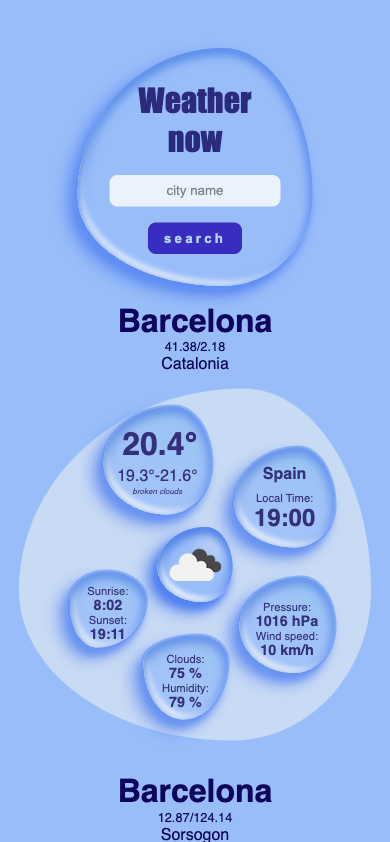 Weather
now
city name
search
Barcelona
41.38/2.18
Catalonia
20.4°
19.3°-21.6°
broken clouds
Spain
Local Time:
19:00
Sunrise:
8:02
Sunset:
19:11
Pressure:
1016 hPa
Wind speed:
10 km/h
Clouds:
75 %
Humidity:
79 %
Barcelona
12.87/124.14
Sorsogon